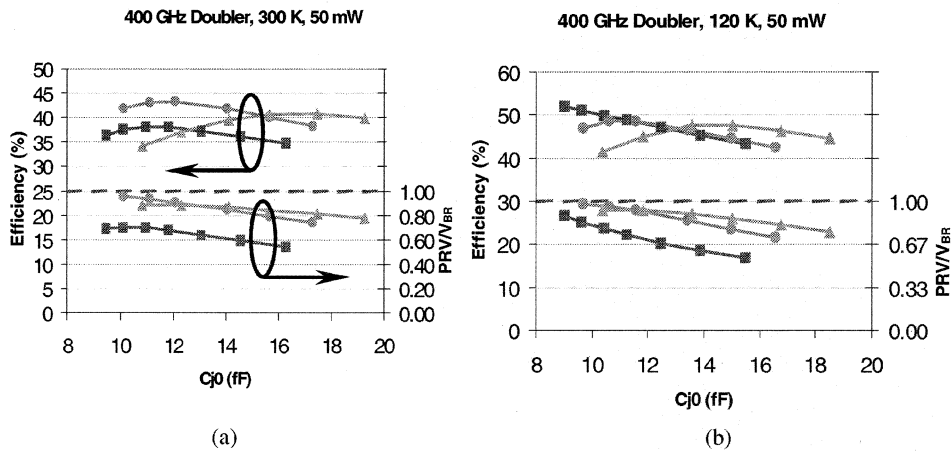 400 GHz Doubler, 300 K, 50 mW
Efficiency (%)
50
45
40
35
30
25
20
15
10
5
0
1.00
0.80
0.60
0.40
0.20
0.00
PRV/VBR
8 10 12 14 16 18 20
Cj0 (fF)
(a)
400 GHz Doubler, 120 K, 50 mW
Efficiency (%)
60
50
40
30
20
10
0
1.00
0.67
0.33
0.00
PRV/VBR
8 10 12 14 16 18 20
Cj0 (fF)
(b)